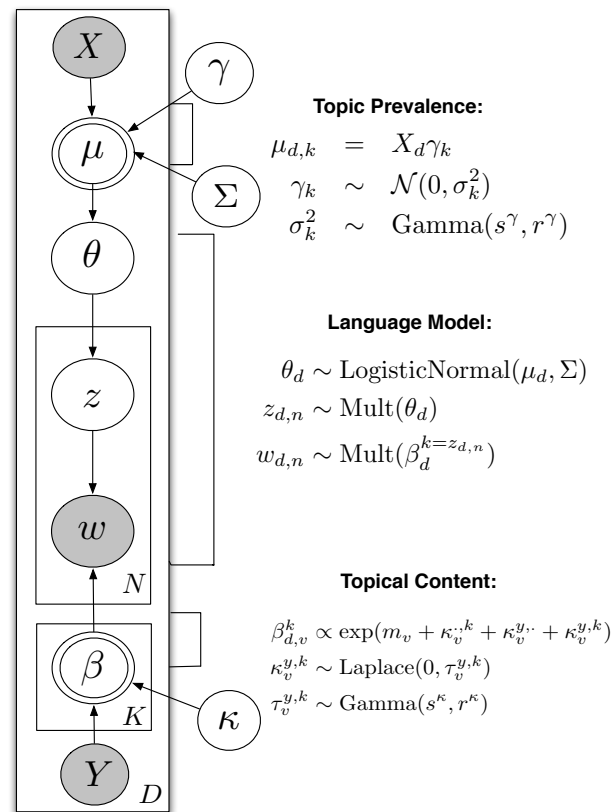 X
γ
μ
Σ
θ
z
w
N
β
K
κ
Y
D
Topic Prevalence:
μ_{d,k} = X_d γ_k
γ_k ∼ 𝒩(0, σ_k^2)
σ_k^2 ∼ Gamma(s^γ, r^γ)
Language Model:
θ_d ∼ LogisticNormal(μ_d, Σ)
z_{d,n} ∼ Mult(θ_d)
w_{d,n} ∼ Mult(β_d^{k=z_{d,n}})
Topical Content:
β_{d,v}^k ∝ exp(m_v + κ_v^{·,k} + κ_v^{y,·} + κ_v^{y,k})
κ_v^{y,k} ∼ Laplace(0, τ_v^{y,k})
τ_v^{y,k} ∼ Gamma(s^κ, r^κ)